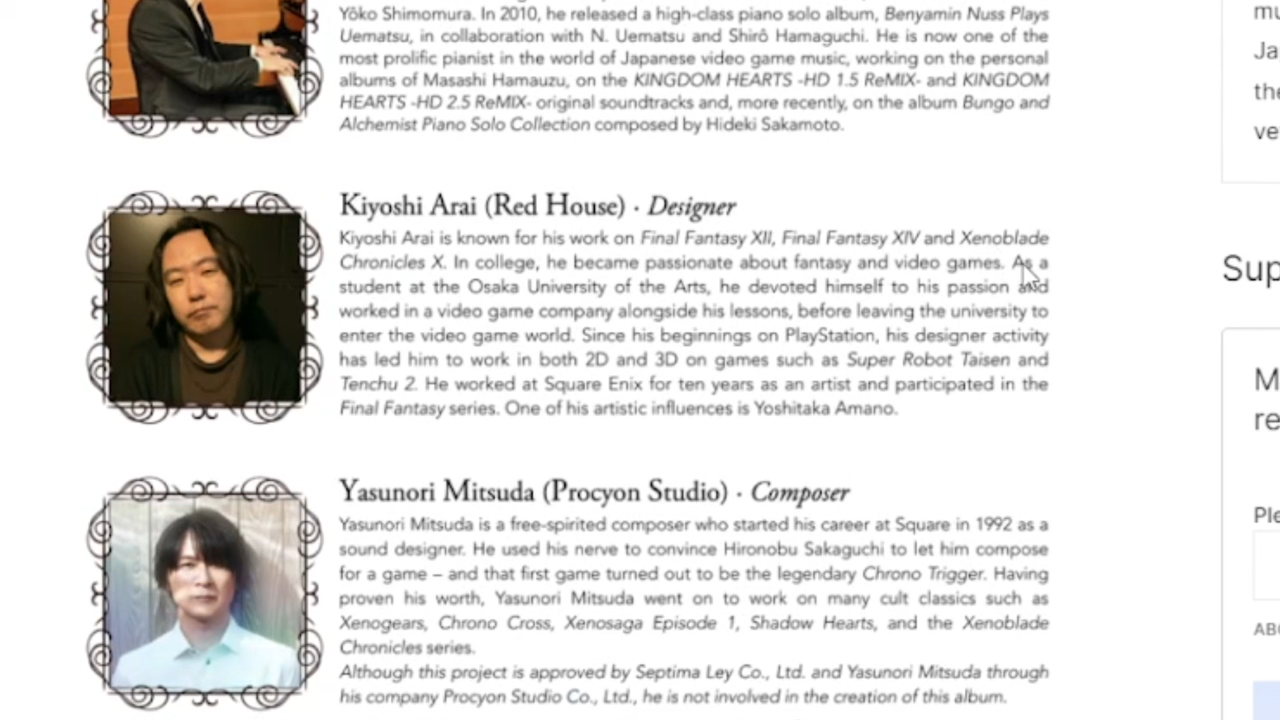 Yôko Shimomura. In 2010, he released a high-class piano solo album, Benyamin Nuss Plays
Uematsu, in collaboration with N. Uematsu and Shirô Hamaguchi. He is now one of the
most prolific pianist in the world of Japanese video game music, working on the personal
albums of Masashi Hamauzu, on the KINGDOM HEARTS -HD 1.5 ReMIX- and KINGDOM
HEARTS -HD 2.5 ReMIX- original soundtracks and, more recently, on the album Bungo and
Alchemist Piano Solo Collection composed by Hideki Sakamoto.
Kiyoshi Arai (Red House) · Designer
Kiyoshi Arai is known for his work on Final Fantasy XII, Final Fantasy XIV and Xenoblade
Chronicles X. In college, he became passionate about fantasy and video games. As a
student at the Osaka University of the Arts, he devoted himself to his passion and
worked in a video game company alongside his lessons, before leaving the university to
enter the video game world. Since his beginnings on PlayStation, his designer activity
has led him to work in both 2D and 3D on games such as Super Robot Taisen and
Tenchu 2. He worked at Square Enix for ten years as an artist and participated in the
Final Fantasy series. One of his artistic influences is Yoshitaka Amano.
Yasunori Mitsuda (Procyon Studio) · Composer
Yasunori Mitsuda is a free-spirited composer who started his career at Square in 1992 as a
sound designer. He used his nerve to convince Hironobu Sakaguchi to let him compose
for a game – and that first game turned out to be the legendary Chrono Trigger. Having
proven his worth, Yasunori Mitsuda went on to work on many cult classics such as
Xenogears, Chrono Cross, Xenosaga Episode 1, Shadow Hearts, and the Xenoblade
Chronicles series.
Although this project is approved by Septima Ley Co., Ltd. and Yasunori Mitsuda through
his company Procyon Studio Co., Ltd., he is not involved in the creation of this album.
mu
Ja
the
ve
Sup
M
re
Ple
ABO